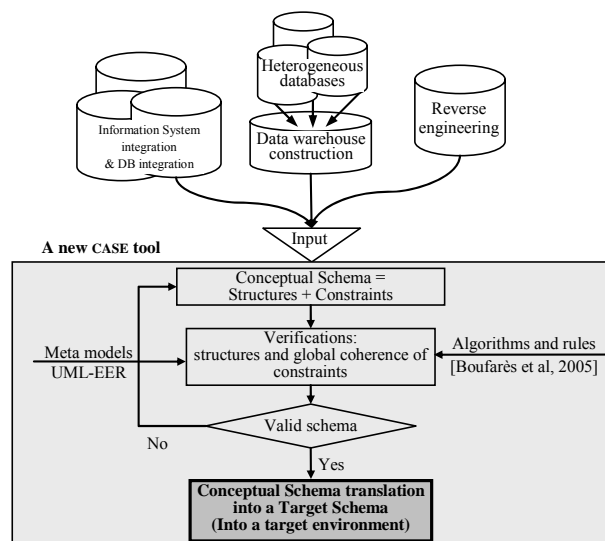 Heterogeneous
databases
Information System
integration
& DB integration
Data warehouse
construction
Reverse
engineering
Input
A new CASE tool
Conceptual Schema =
Structures + Constraints
Verifications:
structures and global coherence of
constraints
Meta models
UML-EER
Algorithms and rules
[Boufarès et al, 2005]
Valid schema
No
Yes
Conceptual Schema translation
into a Target Schema
(Into a target environment)